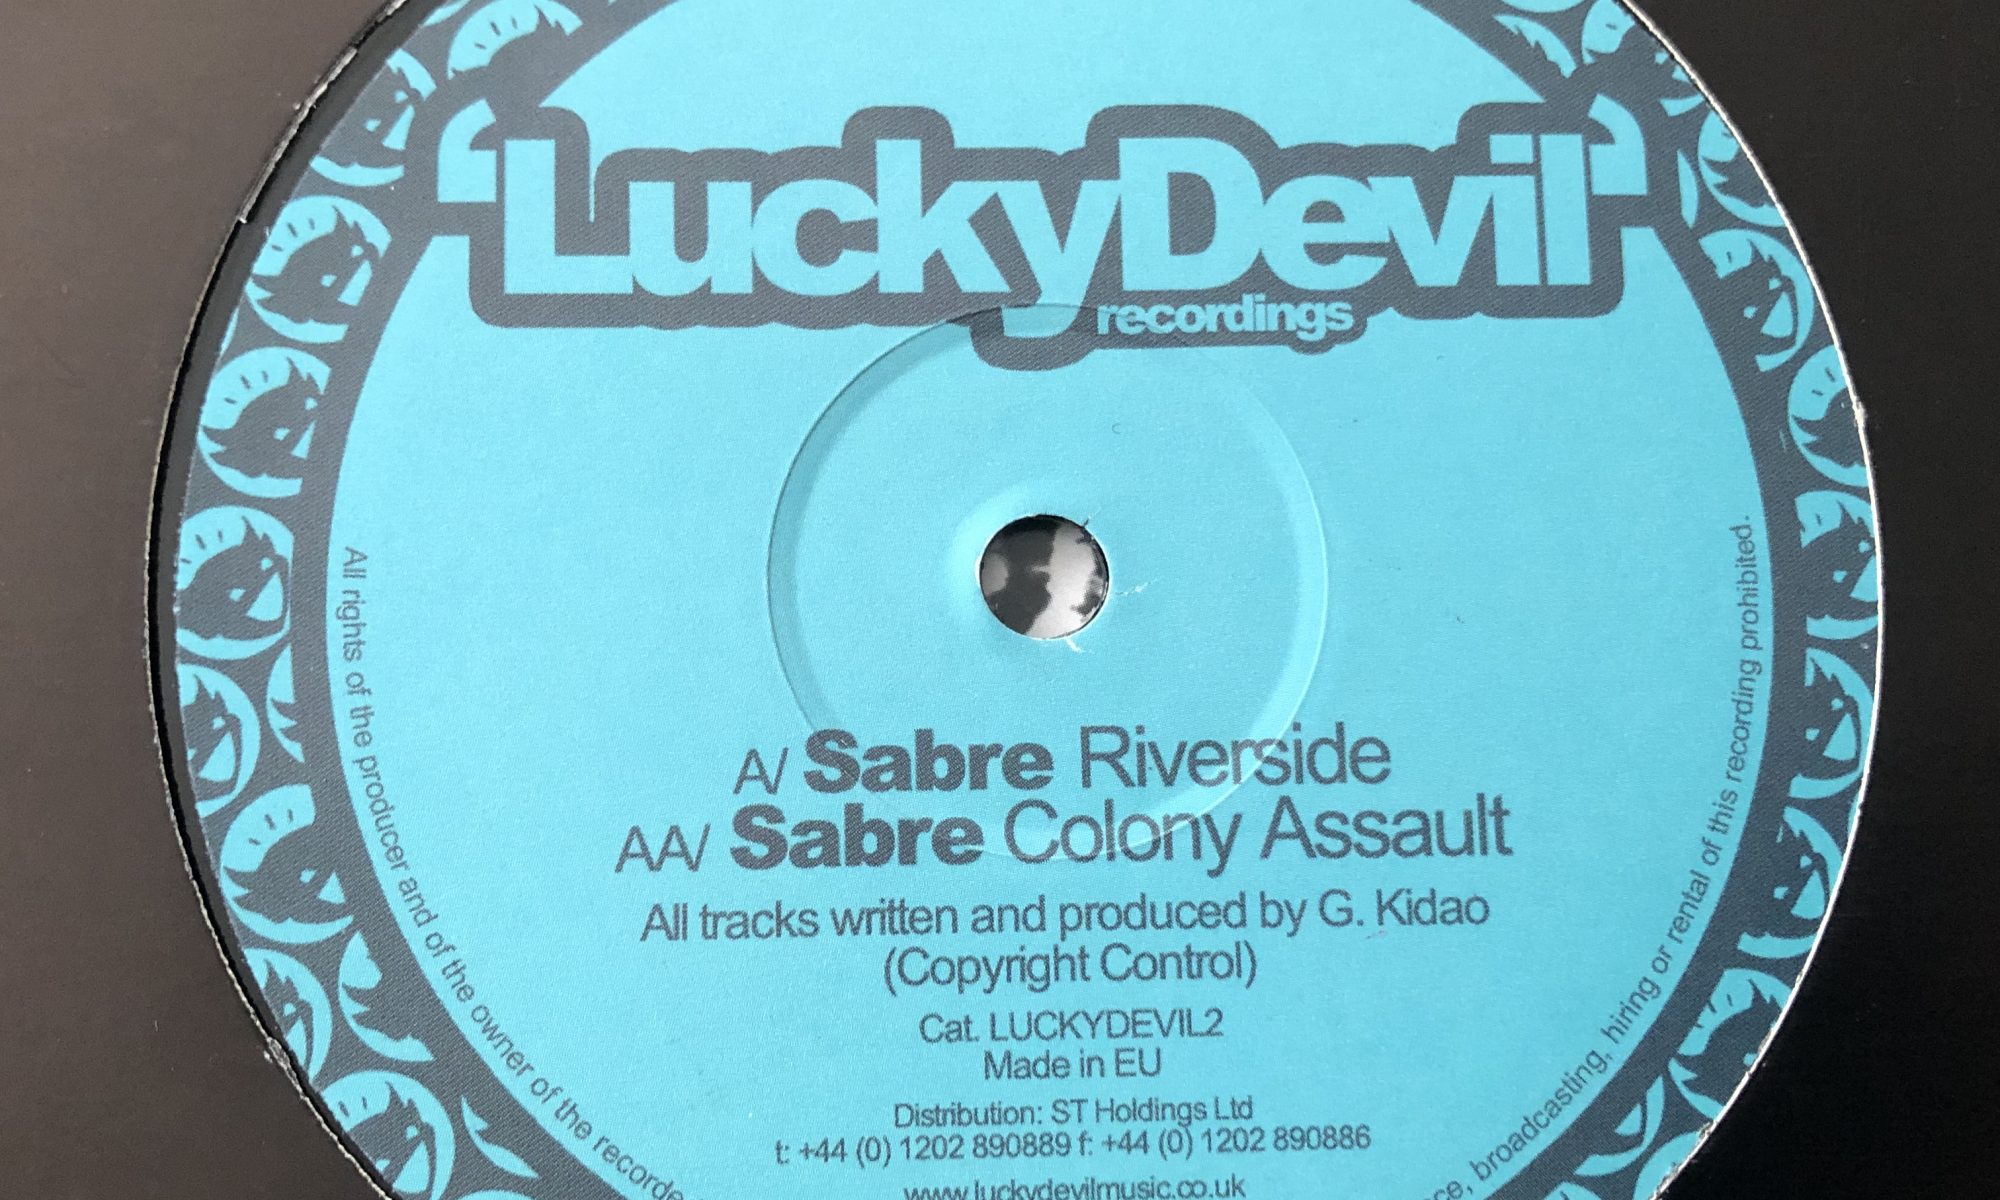 ‘LuckyDevil’
recordings
A/ Sabre Riverside
AA/ Sabre Colony Assault
All tracks written and produced by G. Kidao
(Copyright Control)
Cat. LUCKYDEVIL2
Made in EU
Distribution: ST Holdings Ltd
t: +44 (0) 1202 890889 f: +44 (0) 1202 890886
www.luckydevilmusic.co.uk
All rights of the producer and of the owner of the
broadcasting, hiring or rental of this recording prohibited.